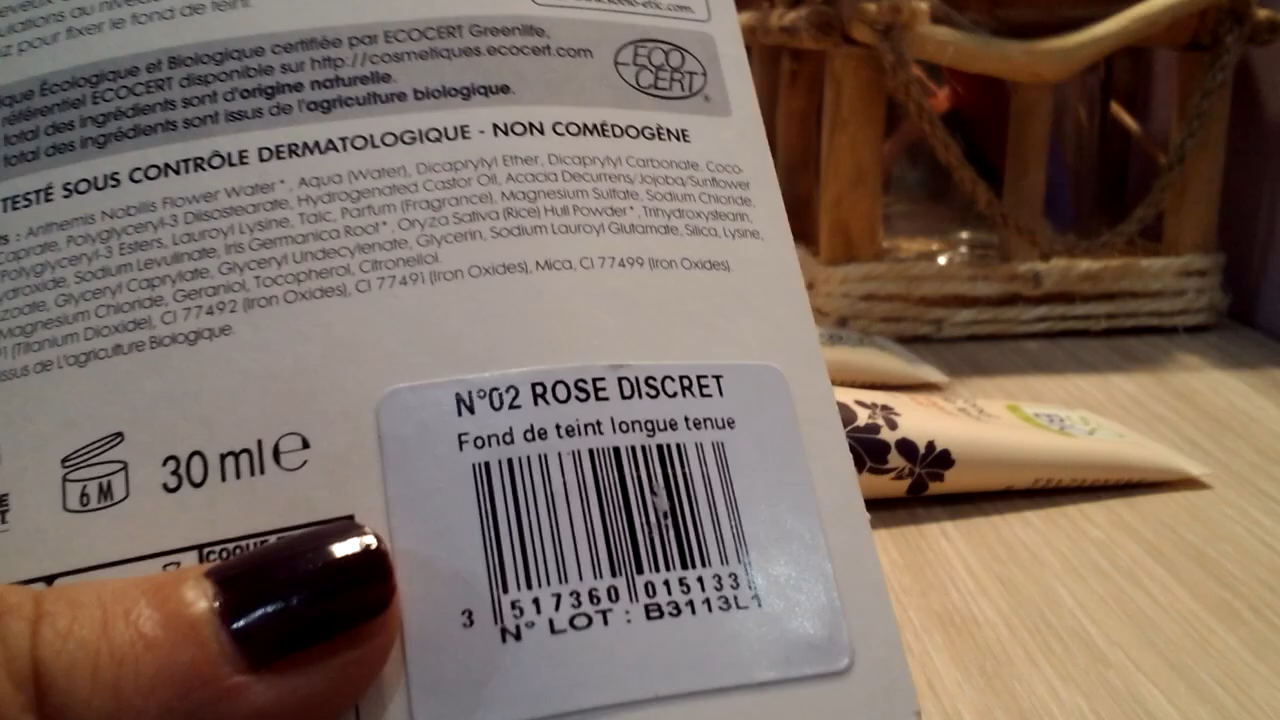 ulations au
z pour fixer le fond de teint.
que Écologique et Biologique certifiée par ECOCERT Greenlife,
référentiel ECOCERT disponible sur http://cosmetiques.ecocert.com
total des ingrédients sont d'origine naturelle.
total des ingrédients sont issus de l'agriculture biologique.
ECO
CERT
TESTÉ SOUS CONTRÔLE DERMATOLOGIQUE - NON COMÉDOGÈNE
s : Anthemis Nobilis Flower Water*, Aqua (Water), Dicaprylyl Ether, Dicaprylyl Carbonate, Coco-
Caprate, Polyglyceryl-3 Diisostearate, Hydrogenated Castor Oil, Acacia Decurrens/Jojoba/Sunflower
Polyglyceryl-3 Esters, Lauroyl Lysine, Talc, Parfum (Fragrance), Magnesium Sulfate, Sodium Chloride,
ydroxide, Sodium Levulinate, Iris Germanica Root*, Oryza Sativa (Rice) Hull Powder*, Trihydroxystearin,
zoate, Glyceryl Caprylate, Glyceryl Undecylenate, Glycerin, Sodium Lauroyl Glutamate, Silica, Lysine,
Magnesium Chloride, Geraniol, Tocopherol, Citronellol.
1 (Titanium Dioxide), CI 77492 (Iron Oxides), CI 77491 (Iron Oxides), Mica, CI 77499 (Iron Oxides).
issus de L'agriculture Biologique.
6 M
30 ml e
N°02 ROSE DISCRET
Fond de teint longue tenue
3 517360 015133
N° LOT : B3113L1